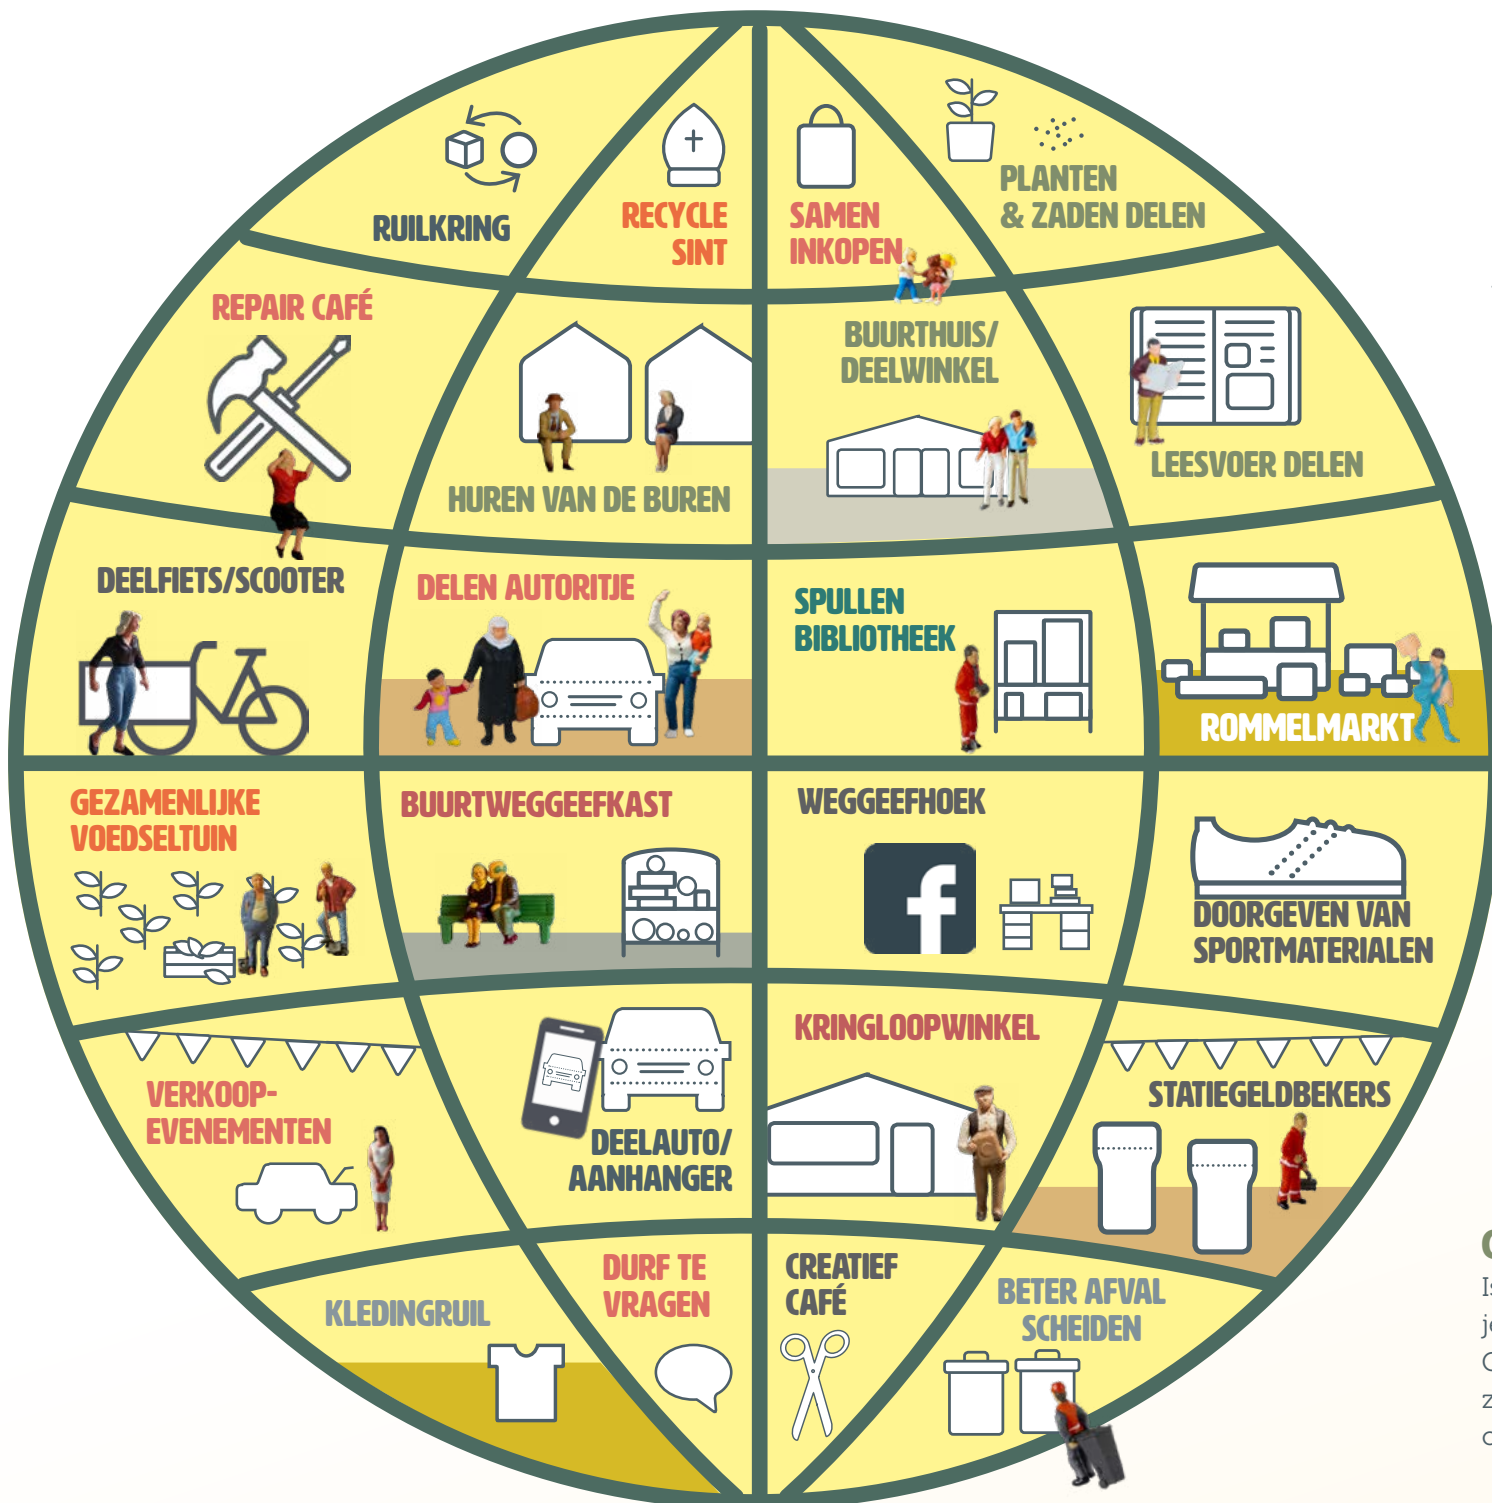 RUILKRING
RECYCLE
SINT
SAMEN
INKOPEN
PLANTEN
& ZADEN DELEN
REPAIR CAFÉ
HUREN VAN DE BUREN
BUURTHUIS/
DEELWINKEL
LEESVOER DELEN
DEELFIETS/SCOOTER
DELEN AUTORITJE
SPULLEN
BIBLIOTHEEK
ROMMELMARKT
GEZAMENLIJKE
VOEDSELTUIN
BUURTWEGGEEFKAST
WEGGEEFHOEK
f
DOORGEVEN VAN
SPORTMATERIALEN
VERKOOP-
EVENEMENTEN
DEELAUTO/
AANHANGER
KRINGLOOPWINKEL
STATIEGELDBEKERS
KLEDINGRUIL
DURF TE
VRAGEN
CREATIEF
CAFÉ
BETER AFVAL
SCHEIDEN